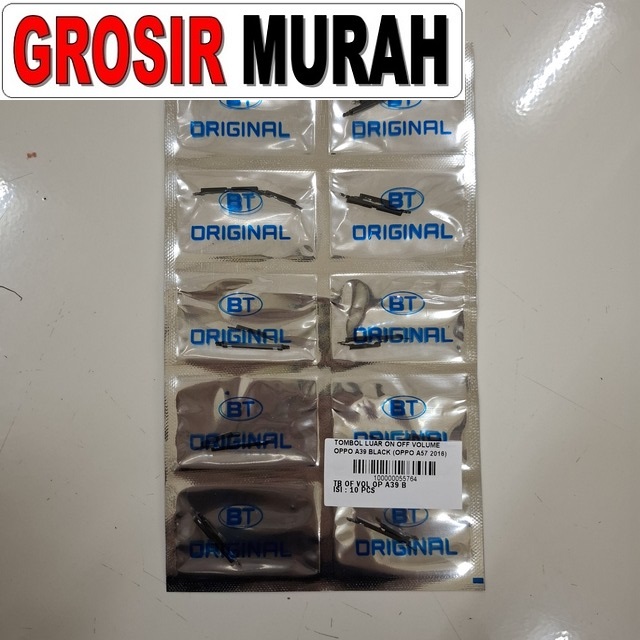 GROSIR MURAH
BT
ORIGINAL
BT
ORIGINAL
BT
ORIGINAL
BT
ORIGINAL
BT
ORIGINAL
BT
ORIGINAL
BT
BT
TOMBOL LUAR ON OFF VOLUME
OPPO A39 BLACK (OPPO A57 2016)
100000055764
TB OF VOL OP A39 B
ISI : 10 PCS
BT
ORIGINAL
BT
ORIGINAL